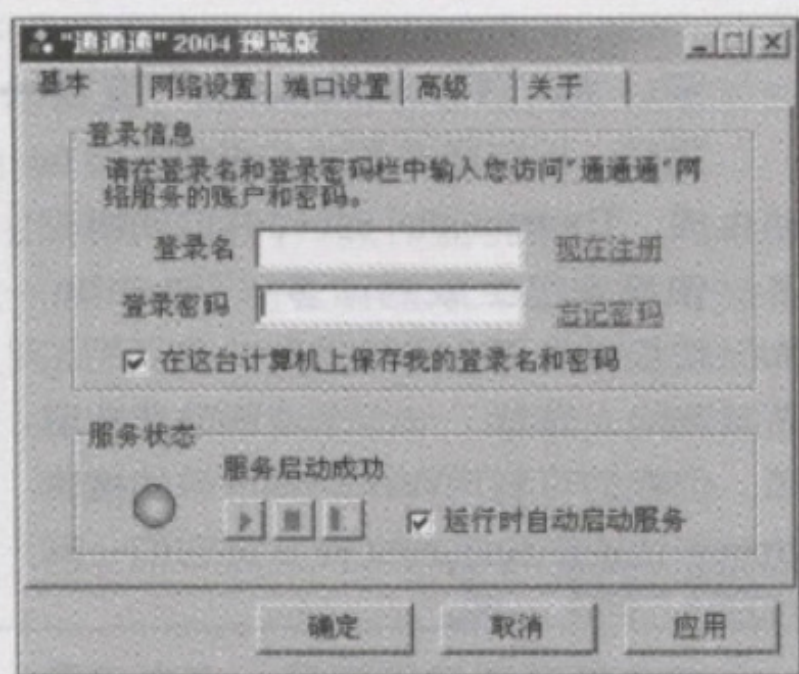 "通通通" 2004 预览版
基本 网络设置 端口设置 高级 关于
登录信息
请在登录名和登录密码栏中输入您访问"通通通"网
络服务的账户和密码。
登录名 现在注册
登录密码 忘记密码
在这台计算机上保存我的登录名和密码
服务状态
服务启动成功
运行时自动启动服务
确定 取消 应用